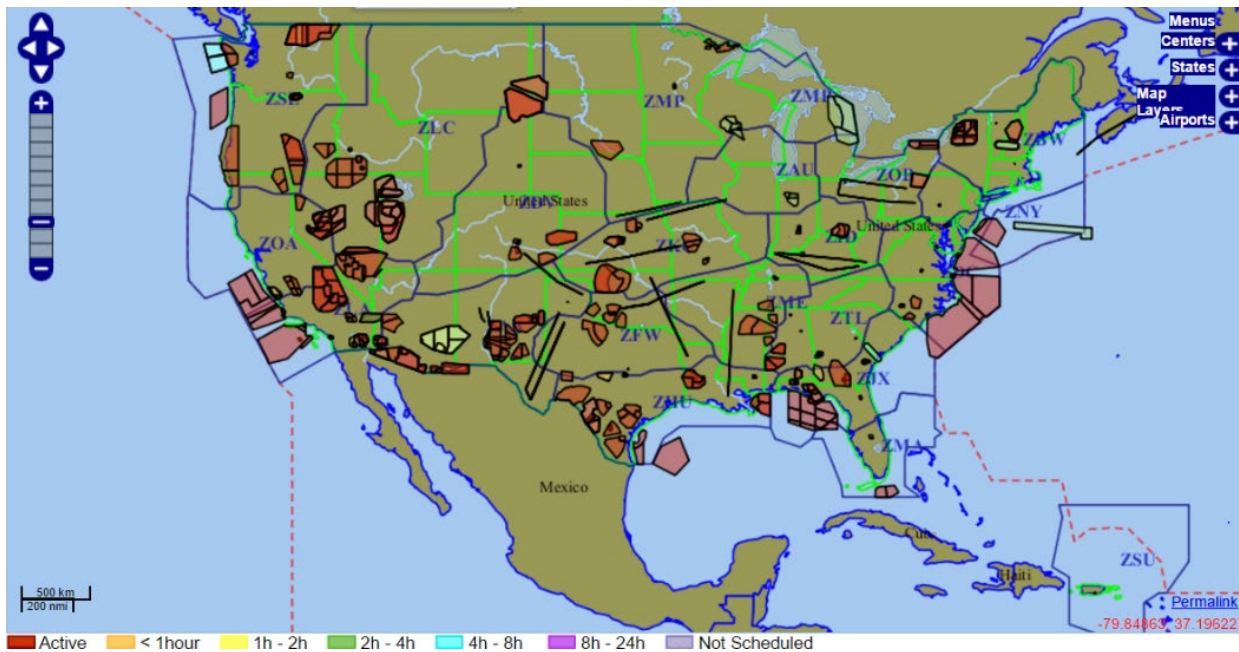 Menus
Centers
States
Map
Layers
Airports
ZSE
ZMP
ZMP
ZLC
ZBW
ZAU
ZOB
United States
ZNY
United States
ZOA
ZME
ZTL
ZFW
ZJX
ZHU
ZMA
Mexico
Cuba
Haiti
ZSU
500 km
200 nmi
Permalink
-79.84863, 37.19622
Active
< 1hour
1h - 2h
2h - 4h
4h - 8h
8h - 24h
Not Scheduled